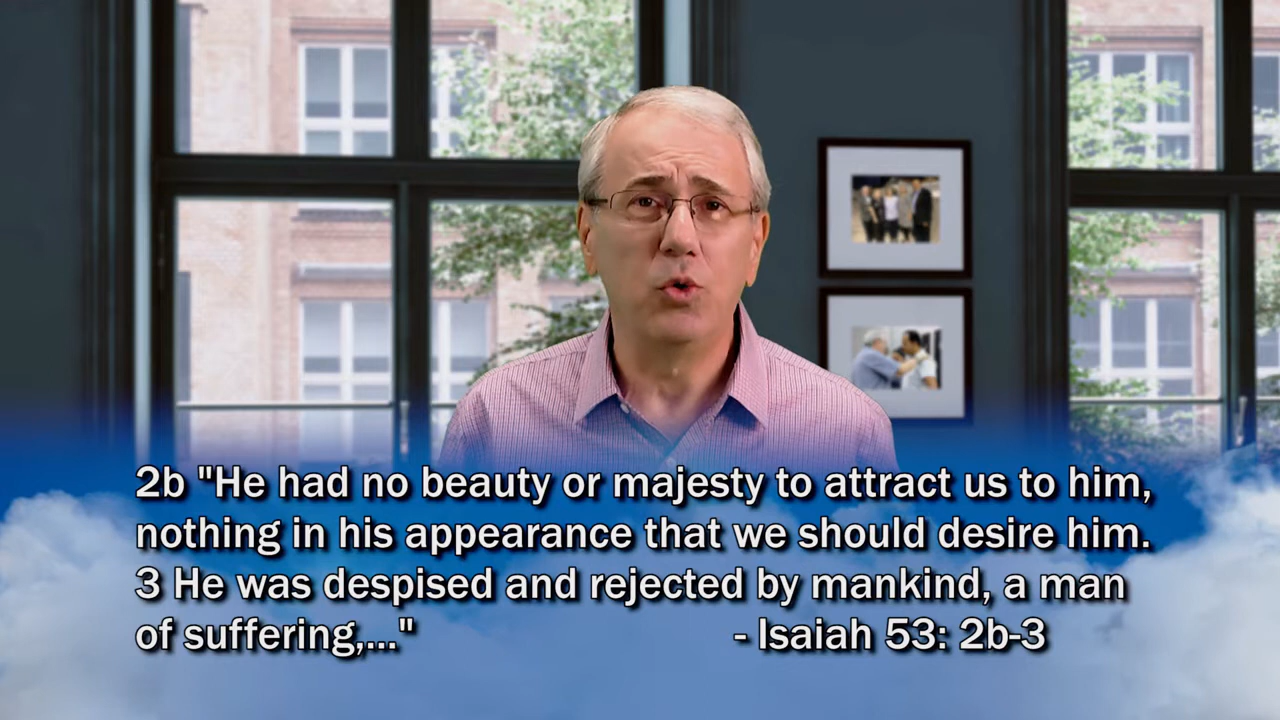 2b "He had no beauty or majesty to attract us to him,
nothing in his appearance that we should desire him.
3 He was despised and rejected by mankind, a man
of suffering,..." - Isaiah 53: 2b-3